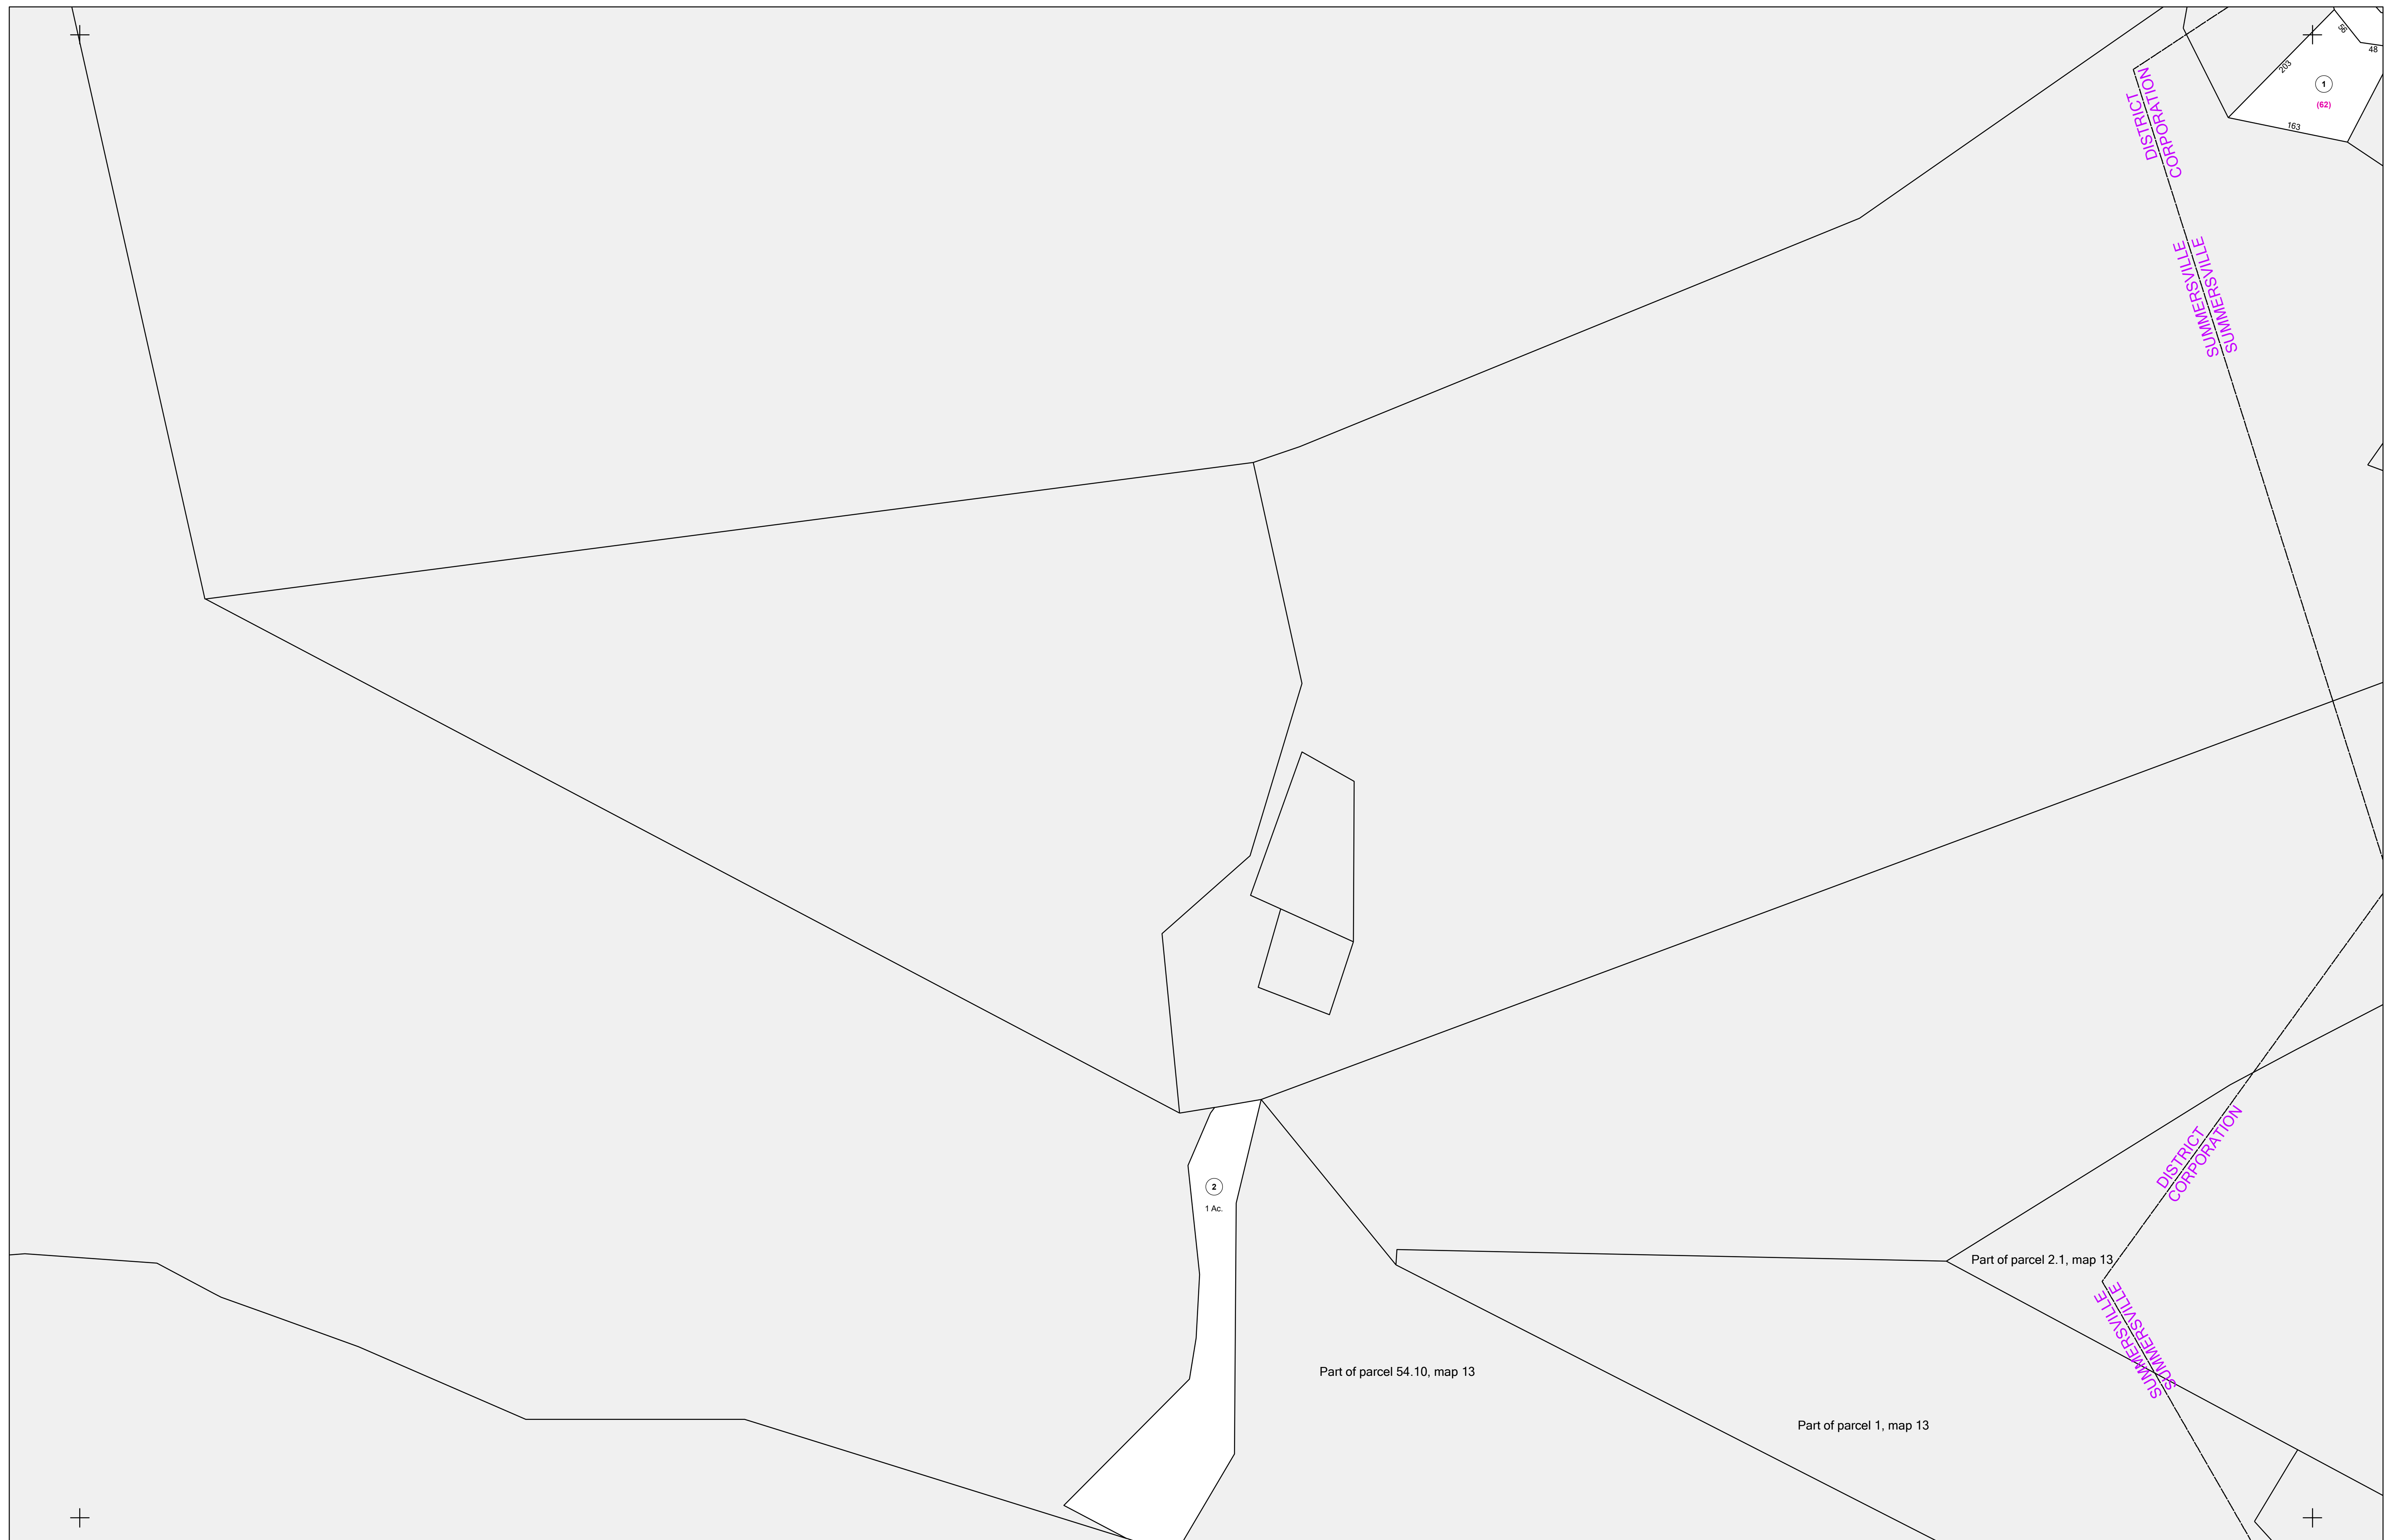 58
48
203
1
(62)
163
DISTRICT
CORPORATION
SUMMERSVILLE
SUMMERSVILLE
DISTRICT
CORPORATION
2
1 Ac.
Part of parcel 2.1, map 13
SUMMERSVILLE
SUMMERSVILLE
Part of parcel 54.10, map 13
Part of parcel 1, map 13